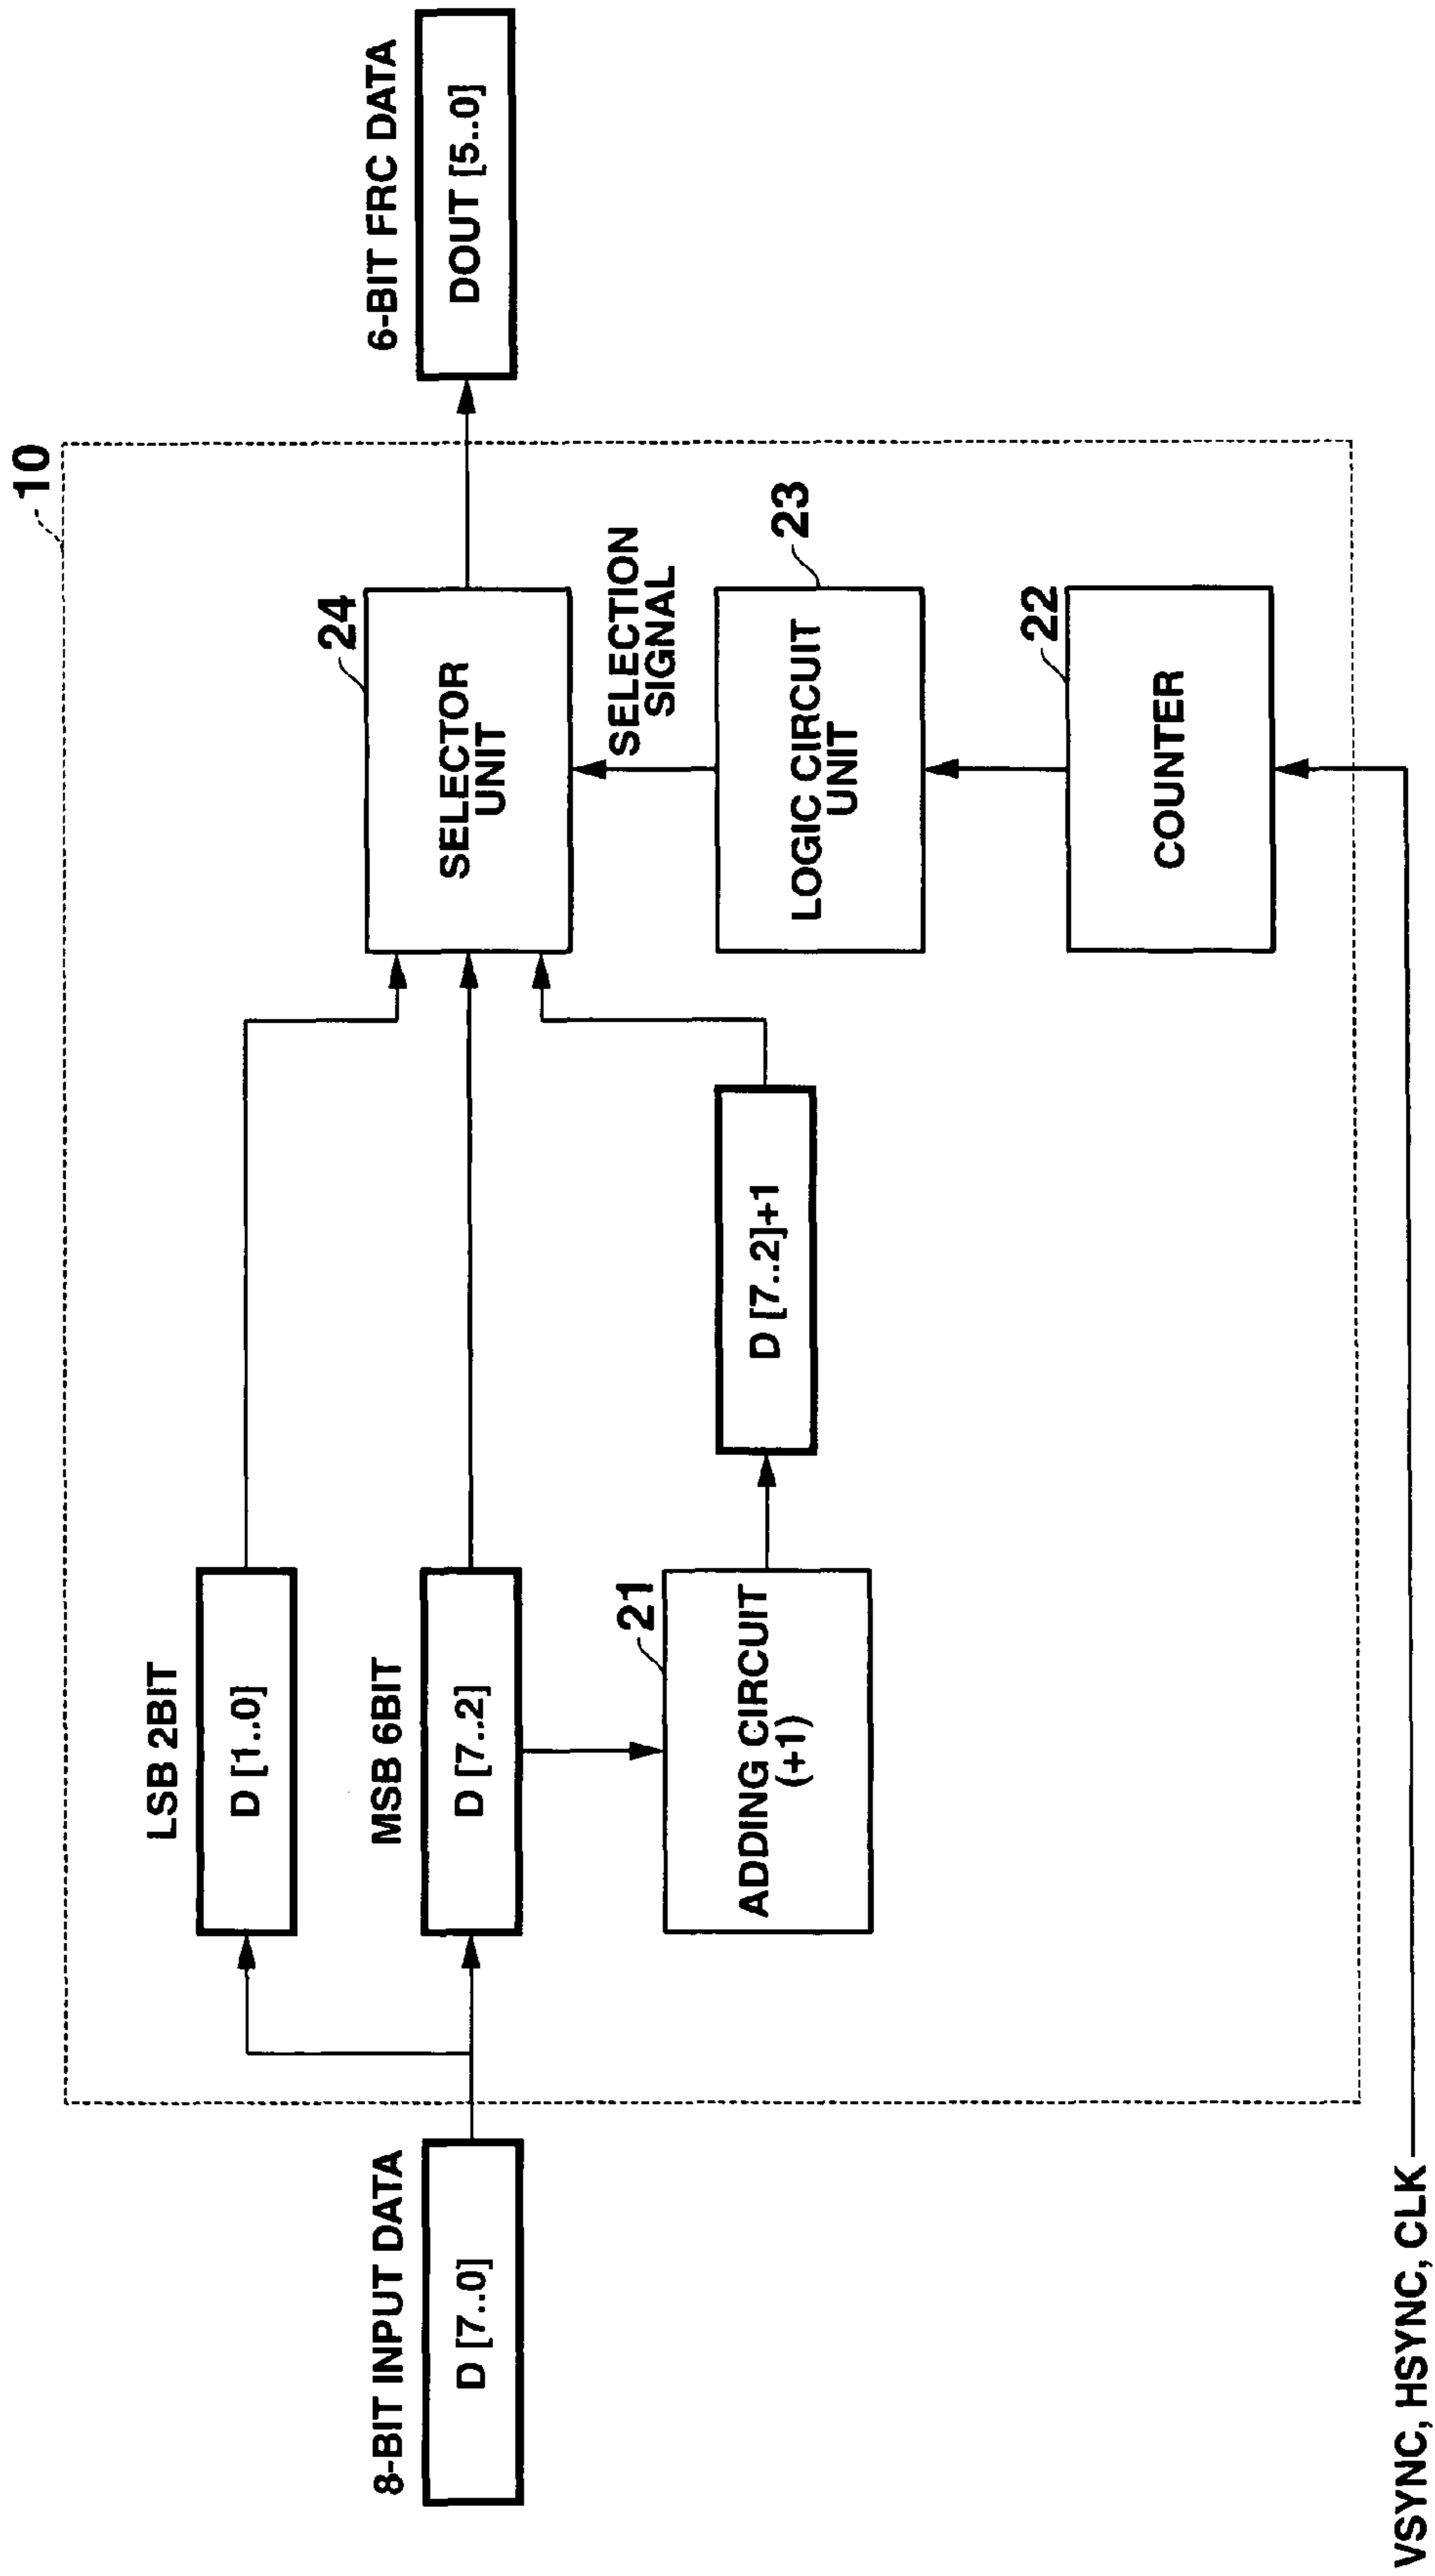 10
8-BIT INPUT DATA
D [7..0]
LSB 2BIT
D [1..0]
MSB 6BIT
D [7..2]
21
ADDING CIRCUIT
(+1)
D [7..2]+1
24
SELECTOR
UNIT
SELECTION
SIGNAL
23
LOGIC CIRCUIT
UNIT
22
COUNTER
6-BIT FRC DATA
DOUT [5..0]
VSYNC, HSYNC, CLK